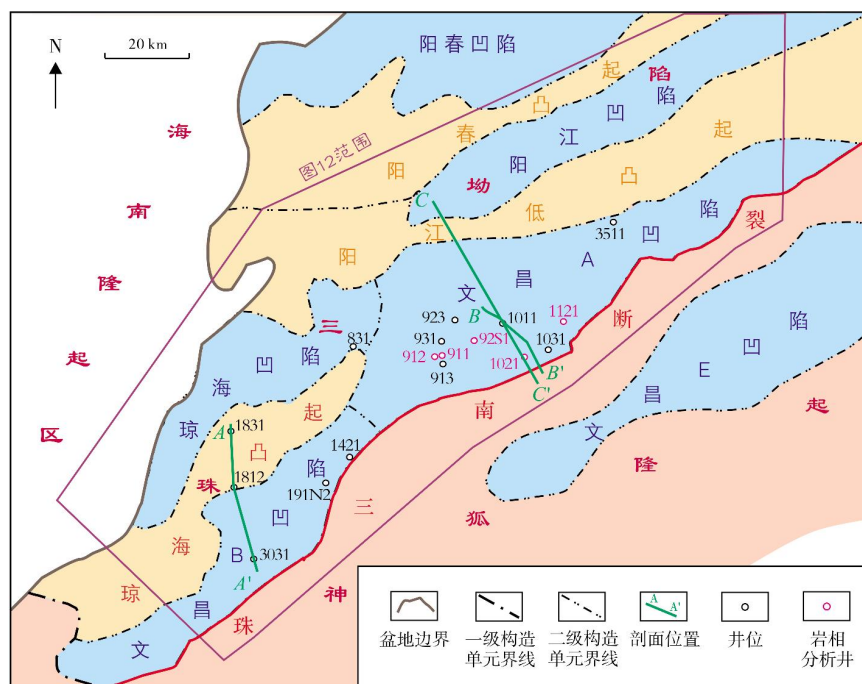 N
20 km
阳春凹陷
海南隆起区
图12范围
阳春凸起
珠三坳陷
阳江凹陷
阳江低凸起
文昌A凹陷
琼海凹陷
琼海凸起
文昌B凹陷
文昌E凹陷
珠三南断裂
神狐隆起
C
3511
B
923
1011
1121
931
92S1
912
911
1021
1031
913
B'
C'
831
A
1831
1812
1421
191N2
3031
A'
盆地边界
一级构造
单元界线
二级构造
单元界线
A
A'
剖面位置
井位
岩相
分析井